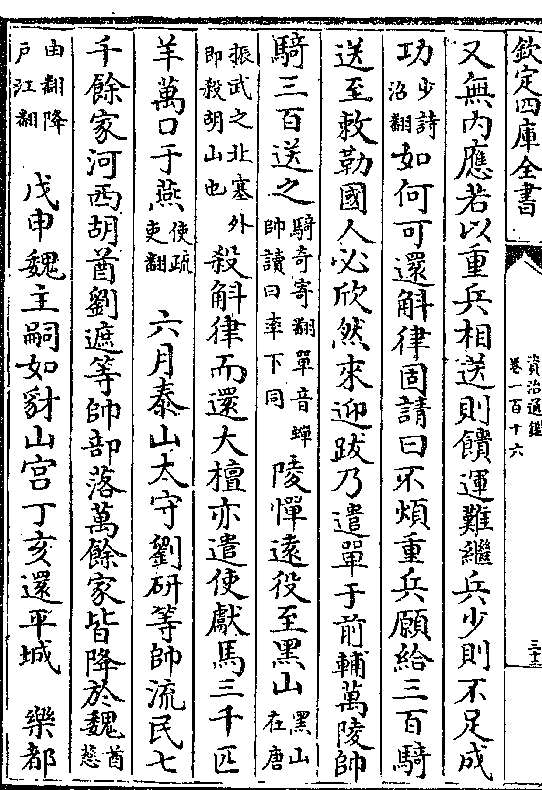 欽定四庫全書
資治通鑑
卷一百十六
又無内應若以重兵相送則饋運難繼兵少則不足成
功少詩沼翻如何可還斛律固請曰不煩重兵願給三百騎
送至敕勒國人必欣然來迎跋乃遣單于前輔萬陵帥
騎三百送之騎奇寄翻單音蟬帥讀曰率下同陵憚遠役至黑山黑山在唐
振武之北塞外即殺胡山也殺斛律而還大檀亦遣使獻馬三千匹
羊萬口于燕使疏吏翻 六月泰山太守劉研等帥流民七
千餘家河西胡酋劉遮等帥部落萬餘家皆降於魏酋慈
由翻降戶江翻 戊申魏主嗣如豺山宫丁亥還平城 樂都